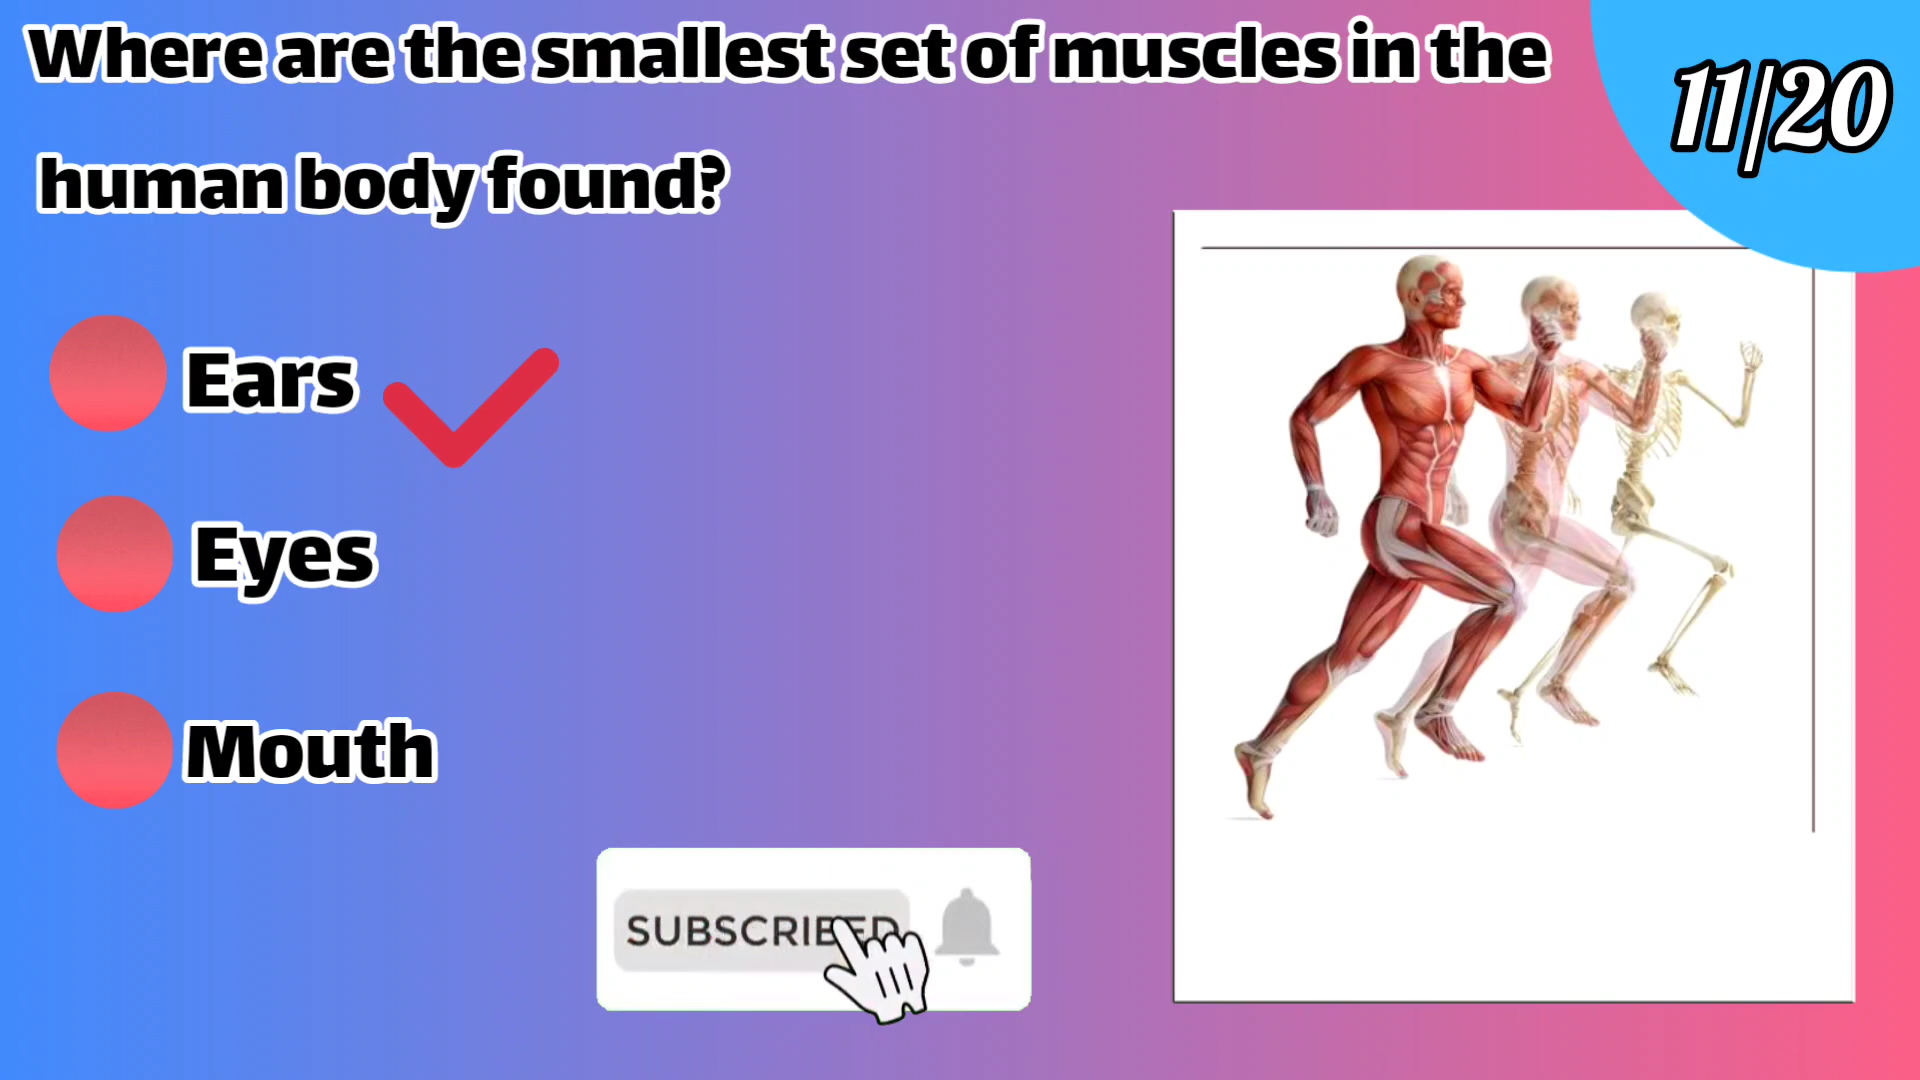 Where are the smallest set of muscles in the
11/20
human body found?
Ears
Eyes
Mouth
SUBSCRIBED